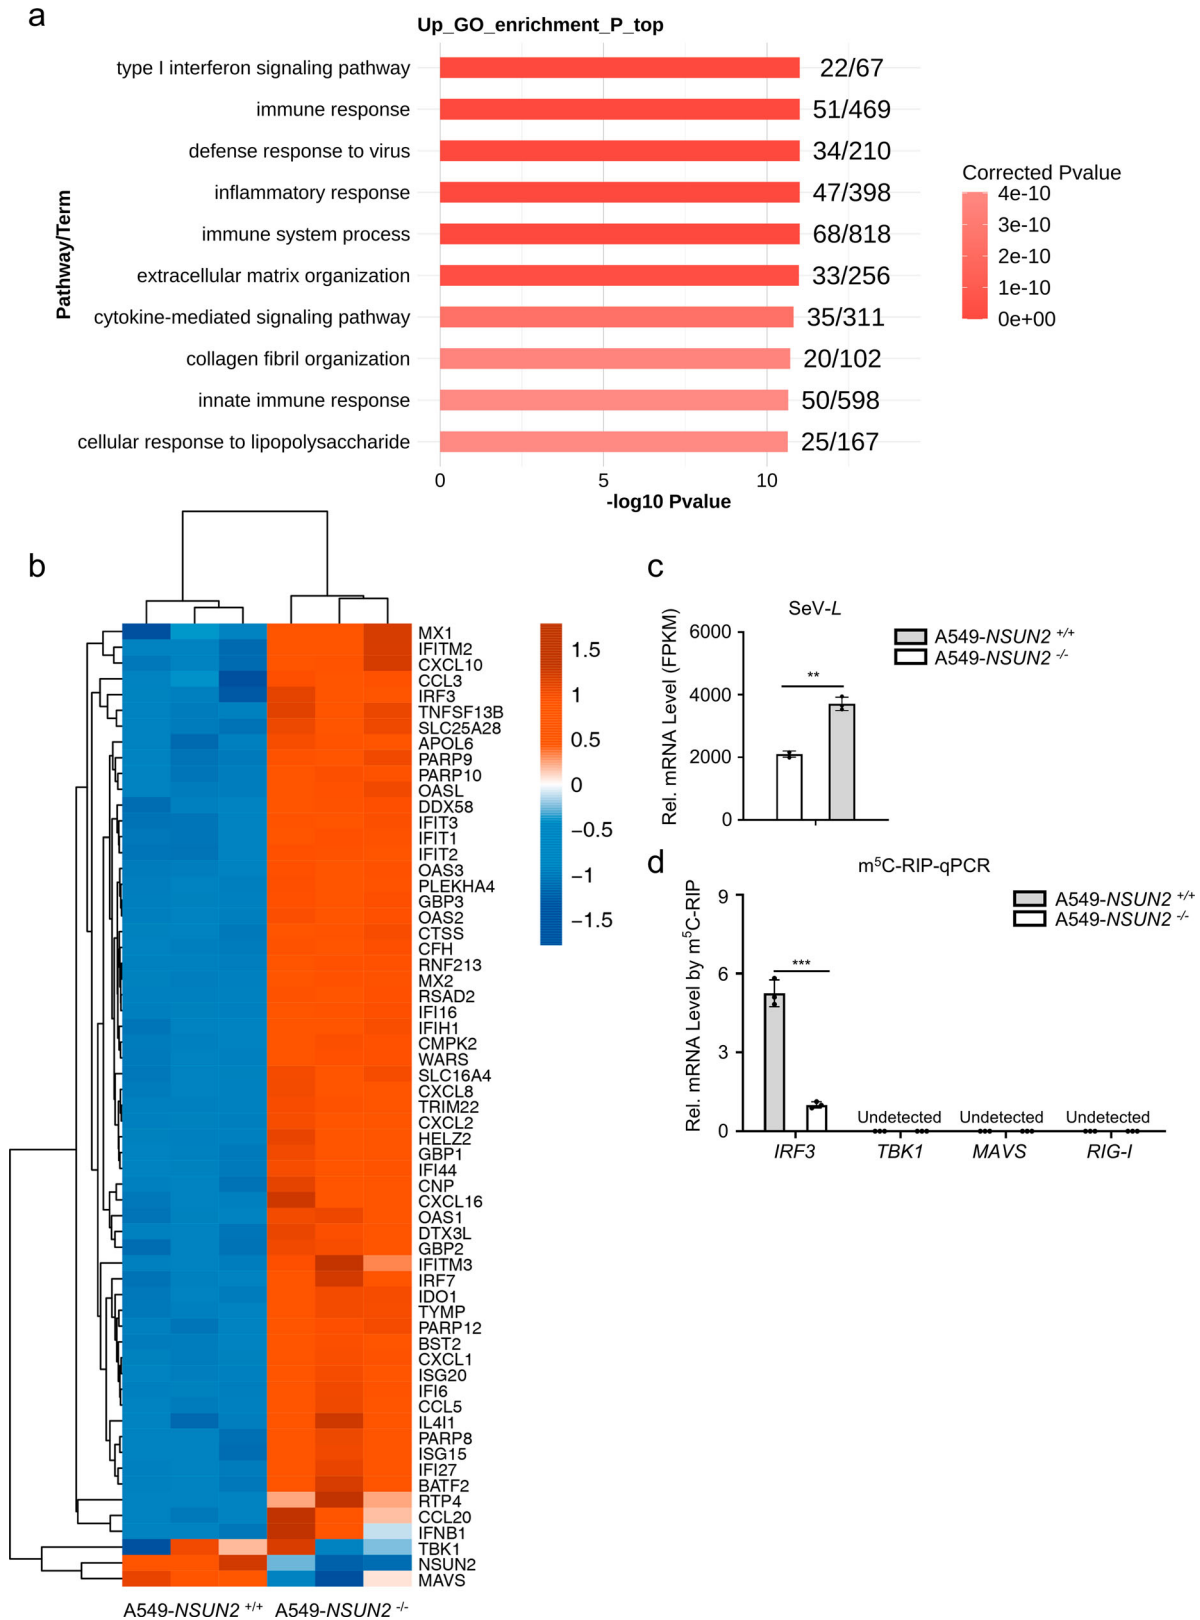 a
Up_GO_enrichment_P_top
Pathway/Term
type I interferon signaling pathway 22/67
immune response 51/469
defense response to virus 34/210
inflammatory response 47/398
immune system process 68/818
extracellular matrix organization 33/256
cytokine-mediated signaling pathway 35/311
collagen fibril organization 20/102
innate immune response 50/598
cellular response to lipopolysaccharide 25/167
0 5 10
-log10 Pvalue
Corrected Pvalue
4e-10
3e-10
2e-10
1e-10
0e+00
b
MX1
IFITM2
CXCL10
CCL3
IRF3
TNFSF13B
SLC25A28
APOL6
PARP9
PARP10
OASL
DDX58
IFIT3
IFIT1
IFIT2
OAS3
PLEKHA4
GBP3
OAS2
CTSS
CFH
RNF213
MX2
RSAD2
IFI16
IFIH1
CMPK2
WARS
SLC16A4
CXCL8
TRIM22
CXCL2
HELZ2
GBP1
IFI44
CNP
CXCL16
OAS1
DTX3L
GBP2
IFITM3
IRF7
IDO1
TYMP
PARP12
BST2
CXCL1
ISG20
IFI6
CCL5
IL4I1
PARP8
ISG15
IFI27
BATF2
RTP4
CCL20
IFNB1
TBK1
NSUN2
MAVS
A549-NSUN2 +/+ A549-NSUN2 -/-
1.5
1
0.5
0
−0.5
−1
−1.5
c
SeV-L
Rel. mRNA Level (FPKM)
6000
4000
2000
0
**
A549-NSUN2 +/+
A549-NSUN2 -/-
d
m⁵C-RIP-qPCR
Rel. mRNA Level by m⁵C-RIP
9
6
3
0
***
A549-NSUN2 +/+
A549-NSUN2 -/-
Undetected Undetected Undetected
IRF3 TBK1 MAVS RIG-I